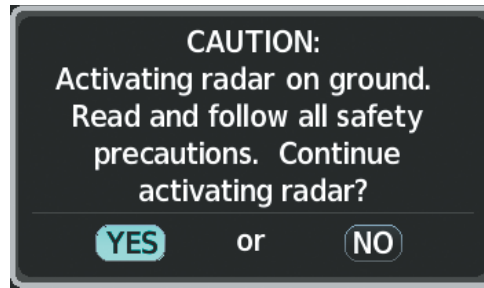 CAUTION:
Activating radar on ground.
Read and follow all safety
precautions.  Continue
activating radar?
YES or NO